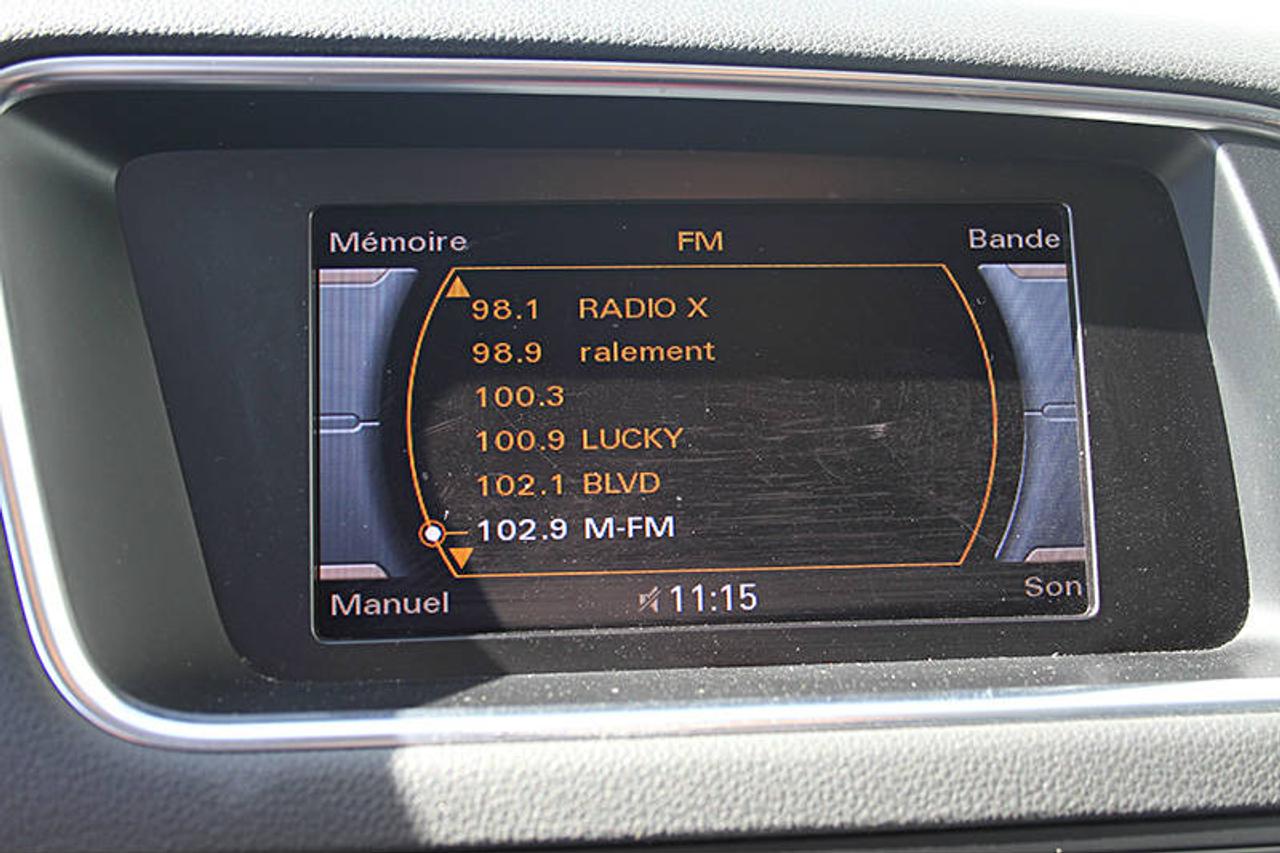 Mémoire FM Bande
98.1 RADIO X
98.9 ralement
100.3
100.9 LUCKY
102.1 BLVD
102.9 M-FM
Manuel 11:15 Son